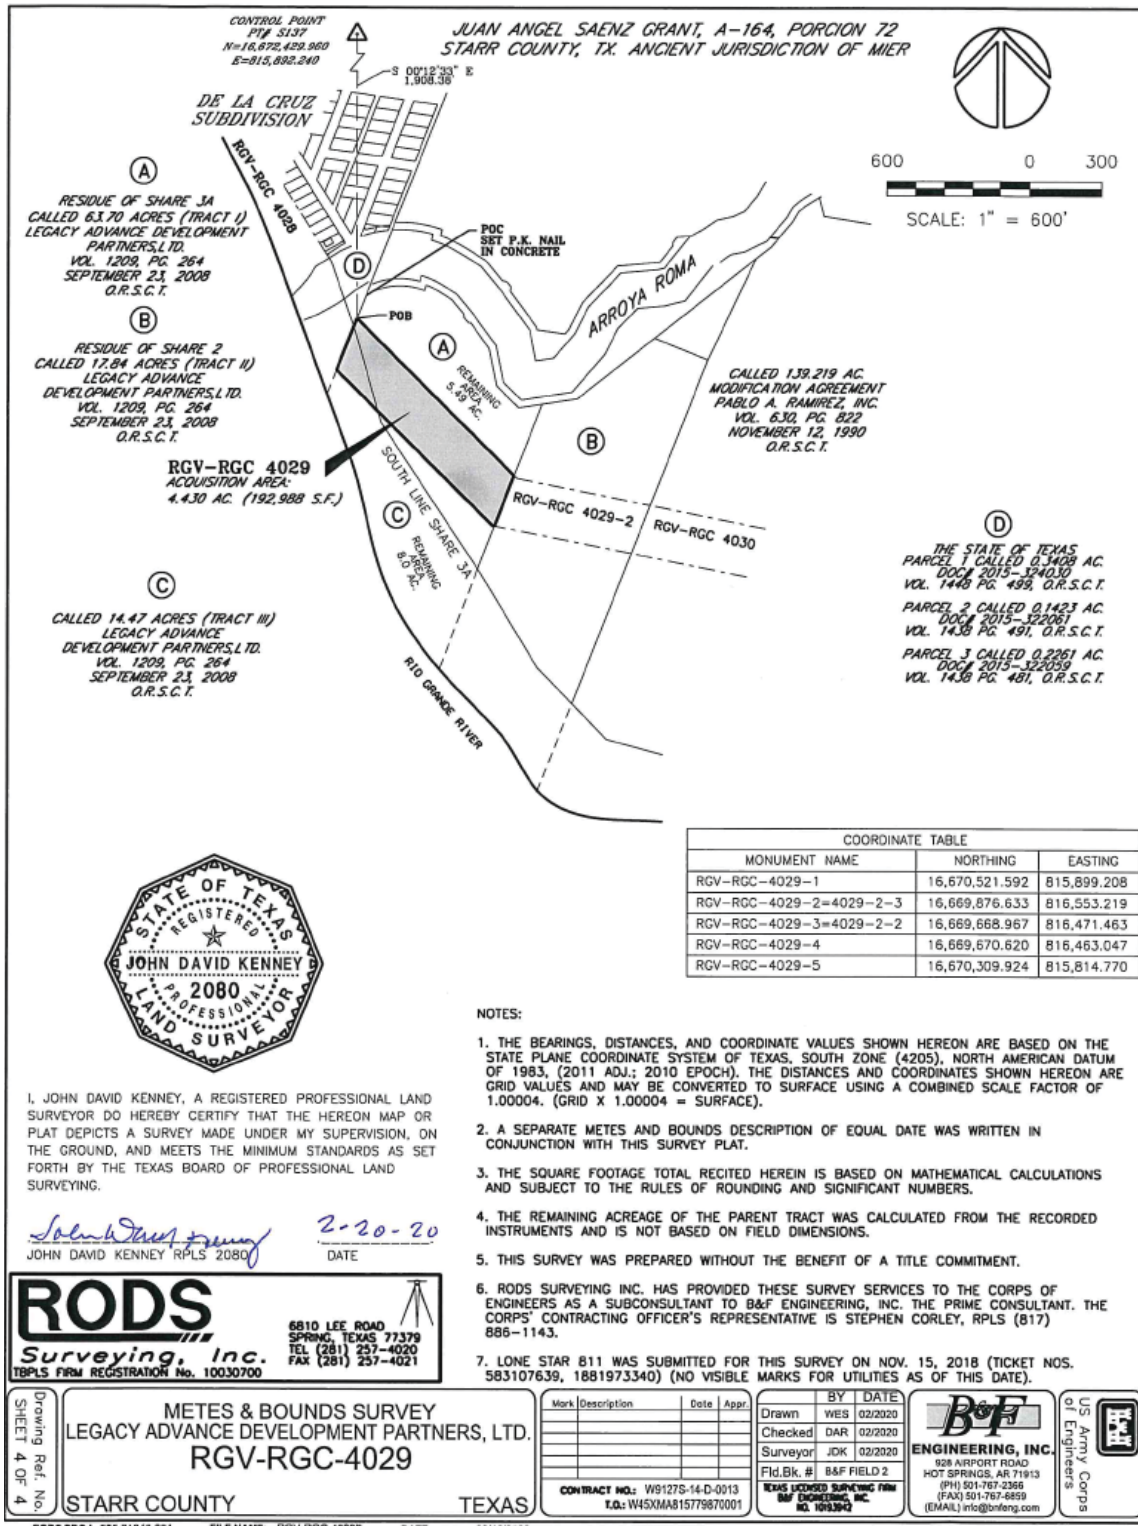 CONTROL POINT
PT# S137
N=16,672,429.960
E=815,892.240
S 00°12'33" E
1,908.36'
JUAN ANGEL SAENZ GRANT, A-164, PORCION 72
STARR COUNTY, TX. ANCIENT JURISDICTION OF MIER
DE LA CRUZ
SUBDIVISION
RGV-RGC 4028
600 0 300
SCALE: 1" = 600'
A
RESIDUE OF SHARE 3A
CALLED 63.70 ACRES (TRACT I)
LEGACY ADVANCE DEVELOPMENT
PARTNERS,LTD.
VOL. 1209, PG. 264
SEPTEMBER 23, 2008
O.R.S.C.T.
POC
SET P.K. NAIL
IN CONCRETE
D
POB
A
REMAINING
AREA
5.49 AC.
ARROYA ROMA
B
RESIDUE OF SHARE 2
CALLED 17.84 ACRES (TRACT II)
LEGACY ADVANCE
DEVELOPMENT PARTNERS,LTD.
VOL. 1209, PG. 264
SEPTEMBER 23, 2008
O.R.S.C.T.
CALLED 139.219 AC.
MODIFICATION AGREEMENT
PABLO A. RAMIREZ, INC.
VOL. 630, PG. 822
NOVEMBER 12, 1990
O.R.S.C.T.
B
RGV-RGC 4029
ACQUISITION AREA:
4.430 AC. (192,988 S.F.)
SOUTH LINE SHARE 3A
C
REMAINING
AREA
8.0 AC.
RGV-RGC 4029-2
RGV-RGC 4030
D
THE STATE OF TEXAS
PARCEL 1 CALLED 0.3408 AC.
DOC# 2015-324030
VOL. 1448 PG. 499, O.R.S.C.T.
PARCEL 2 CALLED 0.1423 AC.
DOC# 2015-322061
VOL. 1438 PG. 491, O.R.S.C.T.
PARCEL 3 CALLED 0.2261 AC.
DOC# 2015-322059
VOL. 1438 PG. 481, O.R.S.C.T.
C
CALLED 14.47 ACRES (TRACT III)
LEGACY ADVANCE
DEVELOPMENT PARTNERS,LTD.
VOL. 1209, PG. 264
SEPTEMBER 23, 2008
O.R.S.C.T.
RIO GRANDE RIVER
COORDINATE TABLE
MONUMENT NAME NORTHING EASTING
RGV-RGC-4029-1 16,670,521.592 815,899.208
RGV-RGC-4029-2=4029-2-3 16,669,876.633 816,553.219
RGV-RGC-4029-3=4029-2-2 16,669,668.967 816,471.463
RGV-RGC-4029-4 16,669,670.620 816,463.047
RGV-RGC-4029-5 16,670,309.924 815,814.770
STATE OF TEXAS
REGISTERED
JOHN DAVID KENNEY
2080
PROFESSIONAL
LAND SURVEYOR
NOTES:
1. THE BEARINGS, DISTANCES, AND COORDINATE VALUES SHOWN HEREON ARE BASED ON THE
STATE PLANE COORDINATE SYSTEM OF TEXAS, SOUTH ZONE (4205), NORTH AMERICAN DATUM
OF 1983, (2011 ADJ.; 2010 EPOCH). THE DISTANCES AND COORDINATES SHOWN HEREON ARE
GRID VALUES AND MAY BE CONVERTED TO SURFACE USING A COMBINED SCALE FACTOR OF
1.00004. (GRID X 1.00004 = SURFACE).
2. A SEPARATE METES AND BOUNDS DESCRIPTION OF EQUAL DATE WAS WRITTEN IN
CONJUNCTION WITH THIS SURVEY PLAT.
3. THE SQUARE FOOTAGE TOTAL RECITED HEREIN IS BASED ON MATHEMATICAL CALCULATIONS
AND SUBJECT TO THE RULES OF ROUNDING AND SIGNIFICANT NUMBERS.
4. THE REMAINING ACREAGE OF THE PARENT TRACT WAS CALCULATED FROM THE RECORDED
INSTRUMENTS AND IS NOT BASED ON FIELD DIMENSIONS.
5. THIS SURVEY WAS PREPARED WITHOUT THE BENEFIT OF A TITLE COMMITMENT.
6. RODS SURVEYING INC. HAS PROVIDED THESE SURVEY SERVICES TO THE CORPS OF
ENGINEERS AS A SUBCONSULTANT TO B&F ENGINEERING, INC. THE PRIME CONSULTANT. THE
CORPS' CONTRACTING OFFICER'S REPRESENTATIVE IS STEPHEN CORLEY, RPLS (817)
886-1143.
7. LONE STAR 811 WAS SUBMITTED FOR THIS SURVEY ON NOV. 15, 2018 (TICKET NOS.
583107639, 1881973340) (NO VISIBLE MARKS FOR UTILITIES AS OF THIS DATE).
I, JOHN DAVID KENNEY, A REGISTERED PROFESSIONAL LAND
SURVEYOR DO HEREBY CERTIFY THAT THE HEREON MAP OR
PLAT DEPICTS A SURVEY MADE UNDER MY SUPERVISION, ON
THE GROUND, AND MEETS THE MINIMUM STANDARDS AS SET
FORTH BY THE TEXAS BOARD OF PROFESSIONAL LAND
SURVEYING.
John David Kenney 2-20-20
JOHN DAVID KENNEY RPLS 2080 DATE
RODS
Surveying, Inc.
TBPLS FIRM REGISTRATION No. 10030700
6810 LEE ROAD
SPRING, TEXAS 77379
TEL (281) 257-4020
FAX (281) 257-4021
Drawing Ref. No.
SHEET 4 OF 4
METES & BOUNDS SURVEY
LEGACY ADVANCE DEVELOPMENT PARTNERS, LTD.
RGV-RGC-4029
STARR COUNTY TEXAS
Mark Description Date Appr.
CONTRACT NO.: W9127S-14-D-0013
T.O.: W45XMA815779870001
BY DATE
Drawn WES 02/2020
Checked DAR 02/2020
Surveyor JDK 02/2020
Fld.Bk. # B&F FIELD 2
TEXAS LICENSED SURVEYING FIRM
B&F ENGINEERING, INC.
NO. 10193942
B&F
ENGINEERING, INC.
928 AIRPORT ROAD
HOT SPRINGS, AR 71913
(PH) 501-767-2366
(FAX) 501-767-6859
(EMAIL) info@bnfeng.com
US Army Corps
of Engineers